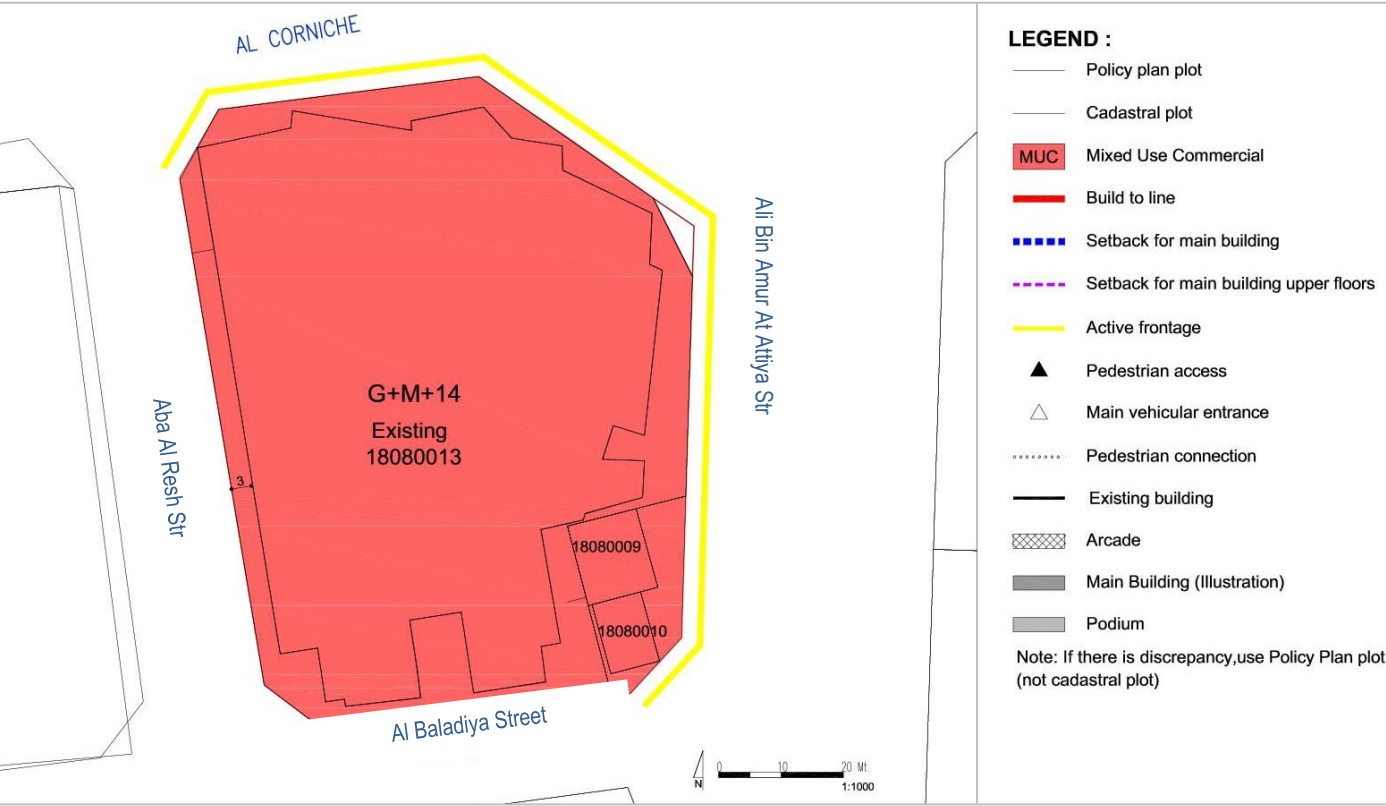 AL CORNICHE
Ali Bin Amur At Attiya Str
G+M+14
Existing
18080013
Aba Al Resh Str
3
18080009
18080010
Al Baladiya Street
N
0 10 20 Mt.
1:1000
LEGEND :
Policy plan plot
Cadastral plot
MUC Mixed Use Commercial
Build to line
Setback for main building
Setback for main building upper floors
Active frontage
Pedestrian access
Main vehicular entrance
Pedestrian connection
Existing building
Arcade
Main Building (Illustration)
Podium
Note: If there is discrepancy,use Policy Plan plot
(not cadastral plot)